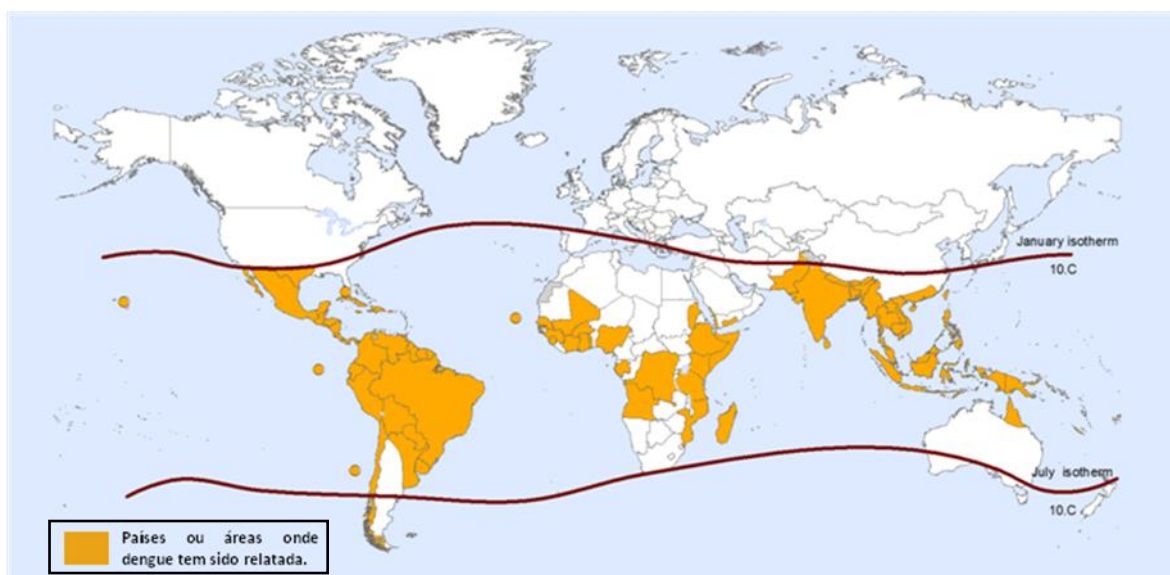 January isotherm
10.C
July isotherm
10.C
Países ou áreas onde
dengue tem sido relatada.